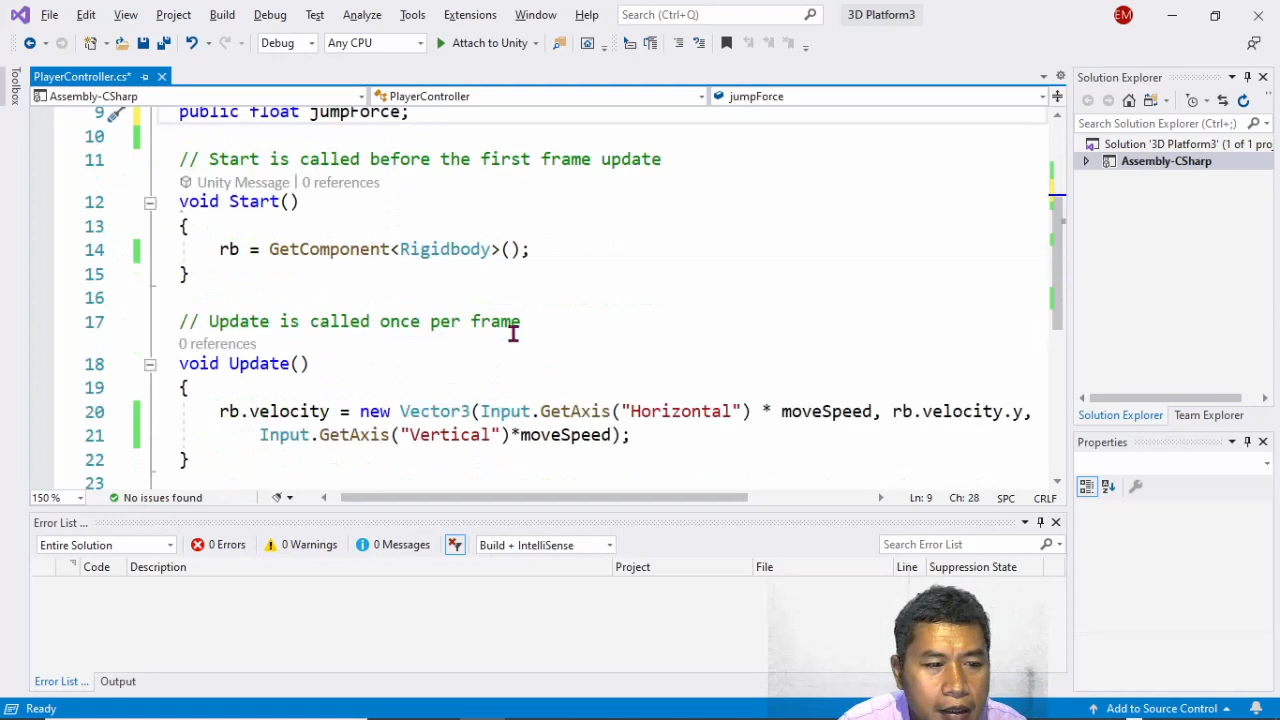 File Edit View Project Build Debug Test Analyze Tools Extensions Window Help Search (Ctrl+Q) 3D Platform3 EM
Debug Any CPU Attach to Unity
Toolbox
PlayerController.cs*
Assembly-CSharp PlayerController jumpForce
9 public float jumpForce;
10
11 // Start is called before the first frame update
Unity Message | 0 references
12 void Start()
13 {
14 rb = GetComponent<Rigidbody>();
15 }
16
17 // Update is called once per frame
0 references
18 void Update()
19 {
20 rb.velocity = new Vector3(Input.GetAxis("Horizontal") * moveSpeed, rb.velocity.y,
21 Input.GetAxis("Vertical")*moveSpeed);
22 }
23
150 % No issues found Ln: 9 Ch: 28 SPC CRLF
Error List ...
Entire Solution 0 Errors 0 Warnings 0 Messages Build + IntelliSense Search Error List
Code Description Project File Line Suppression State
Error List ... Output
Ready Add to Source Control
Solution Explorer
Search Solution Explorer (Ctrl+;)
Solution '3D Platform3' (1 of 1 pro
Assembly-CSharp
Solution Explorer Team Explorer
Properties